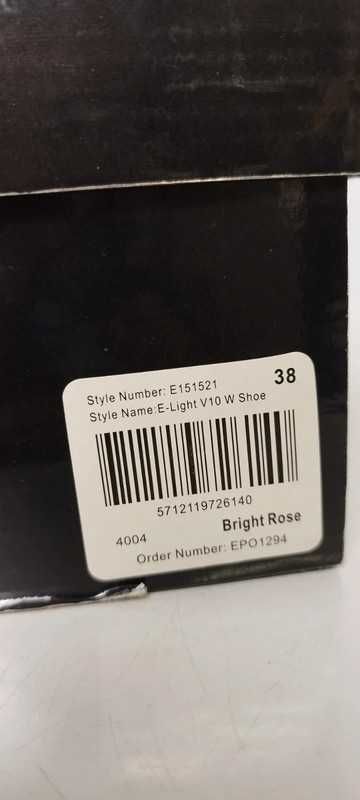 Style Number: E151521
38
Style Name:E-Light V10 W Shoe
5712119726140
4004
Bright Rose
Order Number: EPO1294